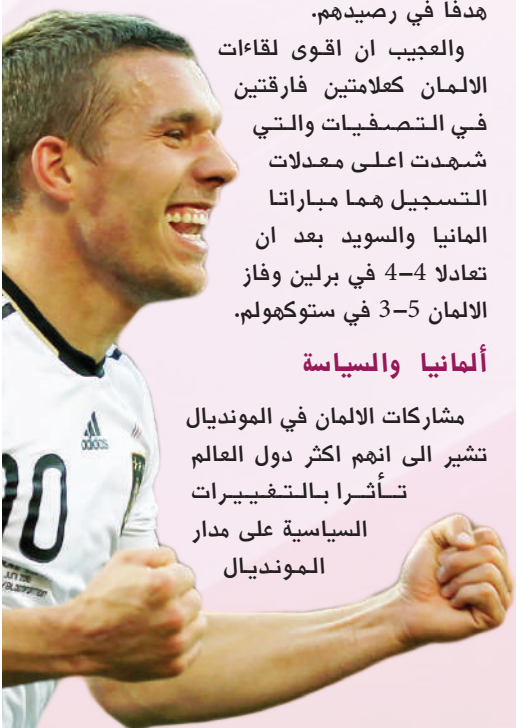 هدفا في رصيدهم.
والعجيب ان اقوى لقاءات
الالمان كعلامتين فارقتين
في التصفيات والتي
شهدت اعلى معدلات
التسجيل هما مباراتا
المانيا والسويد بعد ان
تعادلا 4–4 في برلين وفاز
الالمان 5–3 في ستوكهولم.
ألمانيا والسياسة
مشاركات الالمان في المونديال
تشير الى انهم اكثر دول العالم
تأثرا بالتغييرات
السياسية على مدار
المونديال
adidas